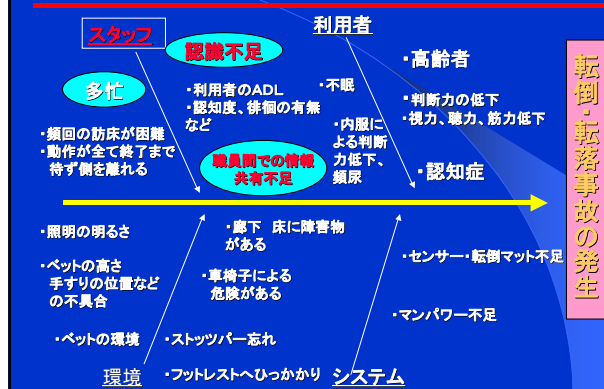 スタッフ
認識不足
多忙
・利用者のADL
・認知度、徘徊の有無
など
・頻回の訪床が困難
・動作が全て終了まで
待ず側を離れる
職員間での情報
共有不足
利用者
・高齢者
・不眠
・判断力の低下
・視力、聴力、筋力低下
・内服に
よる判断
力低下、
頻尿
・認知症
転倒・転落事故の発生
・照明の明るさ
・ベットの高さ
手すりの位置など
の不具合
・ベットの環境
・廊下 床に障害物
がある
・車椅子による
危険がある
・ストッツパー忘れ
・フットレストへひっかかり
環境
・センサー・転倒マット不足
・マンパワー不足
システム